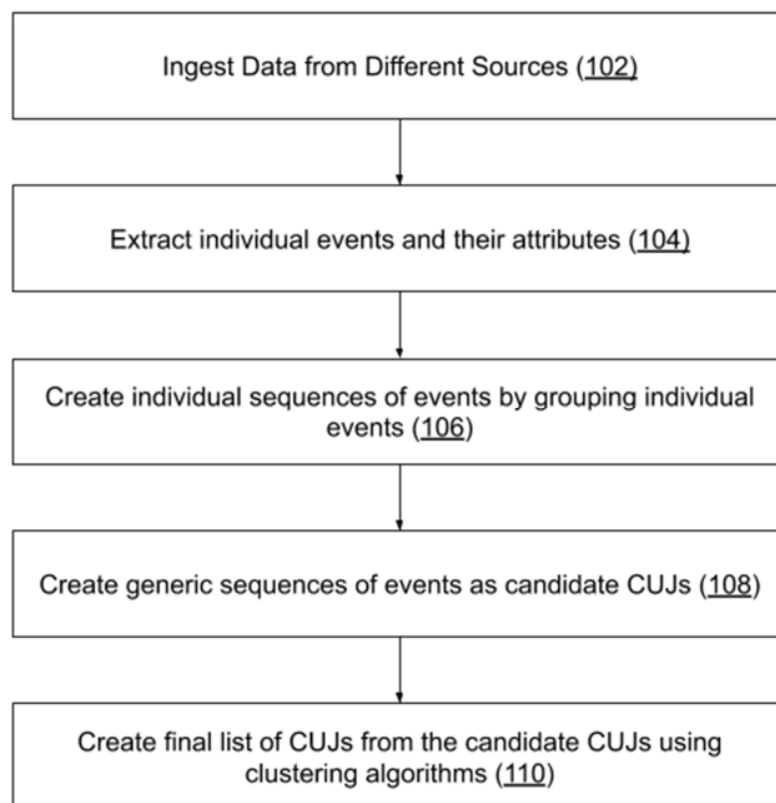 Ingest Data from Different Sources (102)
Extract individual events and their attributes (104)
Create individual sequences of events by grouping individual
events (106)
Create generic sequences of events as candidate CUJs (108)
Create final list of CUJs from the candidate CUJs using
clustering algorithms (110)